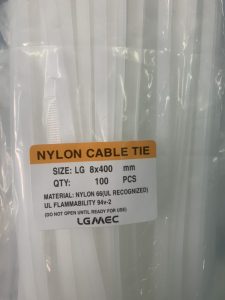 NYLON CABLE TIE
SIZE: LG 8x400 mm
QTY: 100 PCS
MATERIAL: NYLON 66(UL RECOGNIZED)
UL FLAMMABILITY 94v-2
(DO NOT OPEN UNTIL READY FOR USE)
LGMEC